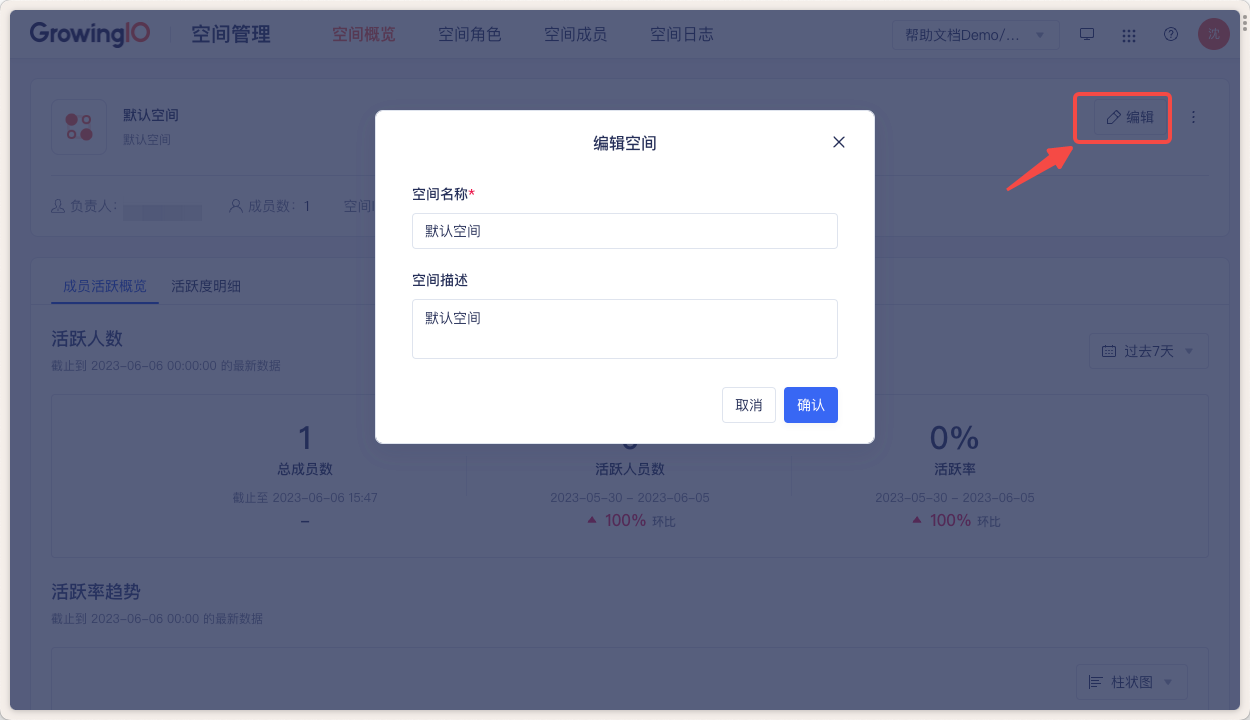 GrowingIO 空间管理 空间概览 空间角色 空间成员 空间日志 帮助文档Demo/... 沈
默认空间
默认空间
编辑
负责人: 成员数: 1 空间
编辑空间
空间名称*
默认空间
空间描述
默认空间
取消 确认
成员活跃概览 活跃度明细
活跃人数
截止到 2023-06-06 00:00:00 的最新数据
过去7天
1 0%
总成员数 活跃人员数 活跃率
截止至 2023-06-06 15:47 2023-05-30 - 2023-06-05 2023-05-30 - 2023-06-05
– 100% 环比 100% 环比
活跃率趋势
截止到 2023-06-06 00:00 的最新数据
柱状图